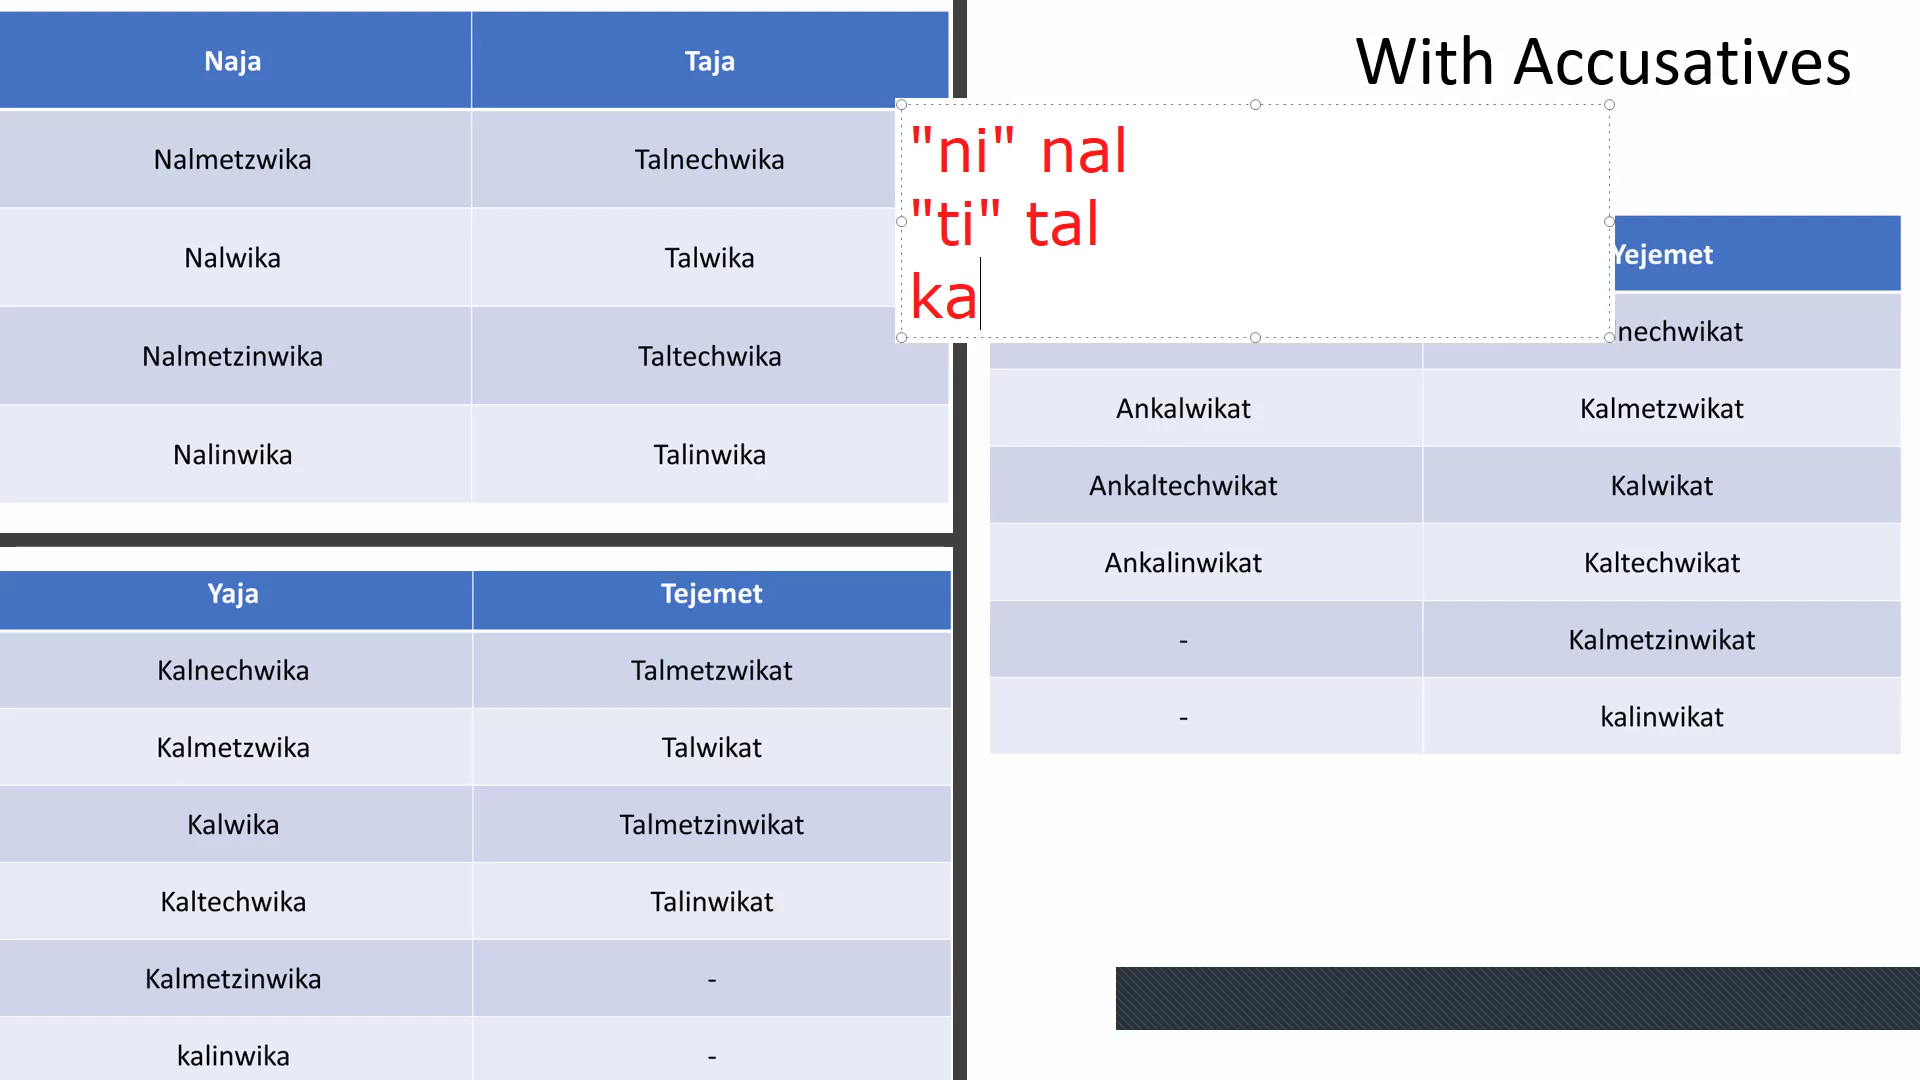 Naja Taja
Nalmetzwika Talnechwika
Nalwika Talwika
Nalmetzinwika Taltechwika
Nalinwika Talinwika
Yaja Tejemet
Kalnechwika Talmetzwikat
Kalmetzwika Talwikat
Kalwika Talmetzinwikat
Kaltechwika Talinwikat
Kalmetzinwika -
kalinwika -
With Accusatives
"ni" nal
"ti" tal
ka
Yejemet
nechwikat
Ankalwikat Kalmetzwikat
Ankaltechwikat Kalwikat
Ankalinwikat Kaltechwikat
- Kalmetzinwikat
- kalinwikat